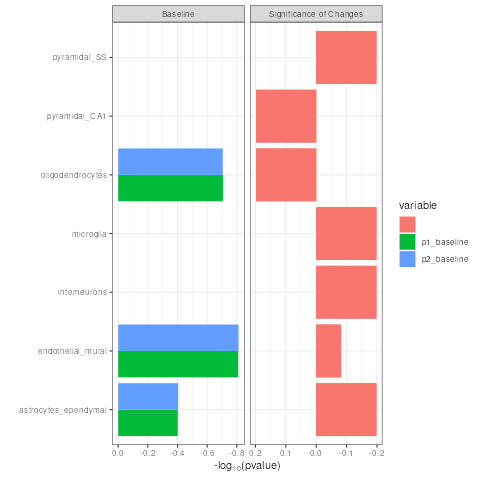 Baseline
Significance of Changes
pyramidal_SS
pyramidal_CA1
oligodendrocytes
microglia
interneurons
endothelial_mural
astrocytes_ependymal
0.0 -0.2 -0.4 -0.6 -0.8
0.2 0.1 0.0 -0.1 -0.2
-log₁₀(pvalue)
variable
p1_baseline
p2_baseline